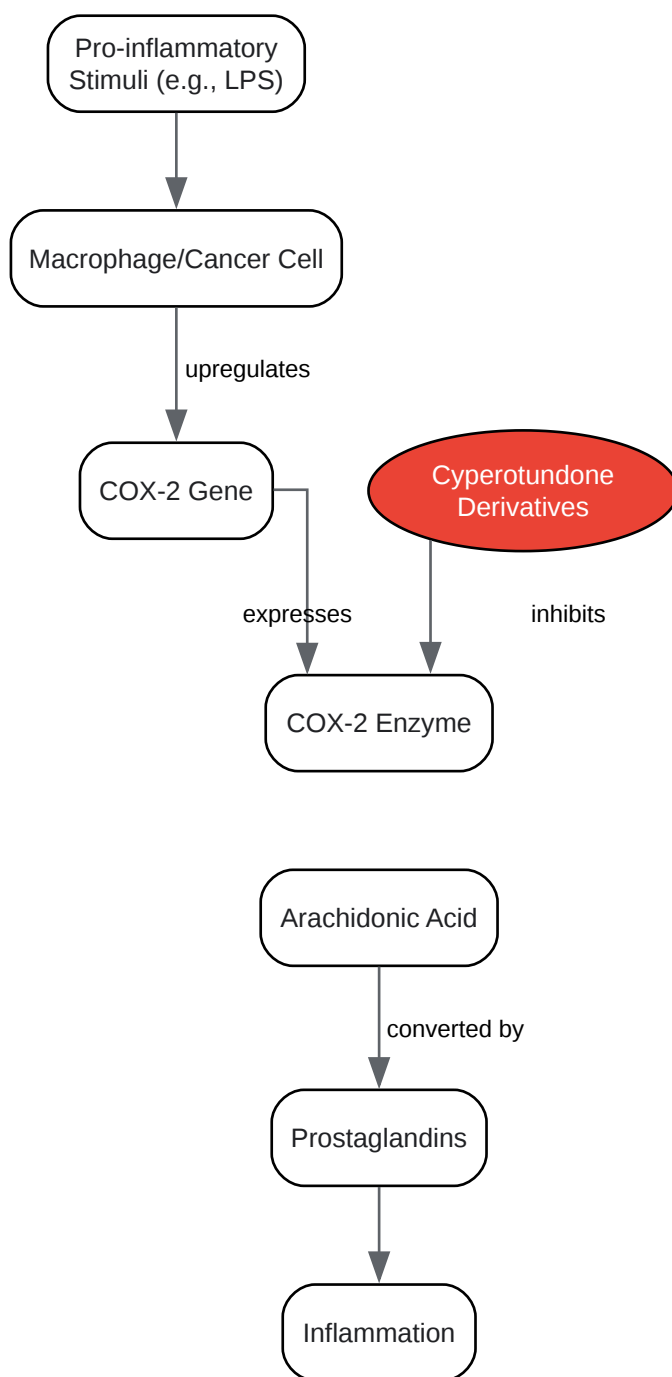 Pro-inflammatory
Stimuli (e.g., LPS)
Macrophage/Cancer Cell
upregulates
COX-2 Gene
Cyperotundone
Derivatives
expresses
inhibits
COX-2 Enzyme
Arachidonic Acid
converted by
Prostaglandins
Inflammation